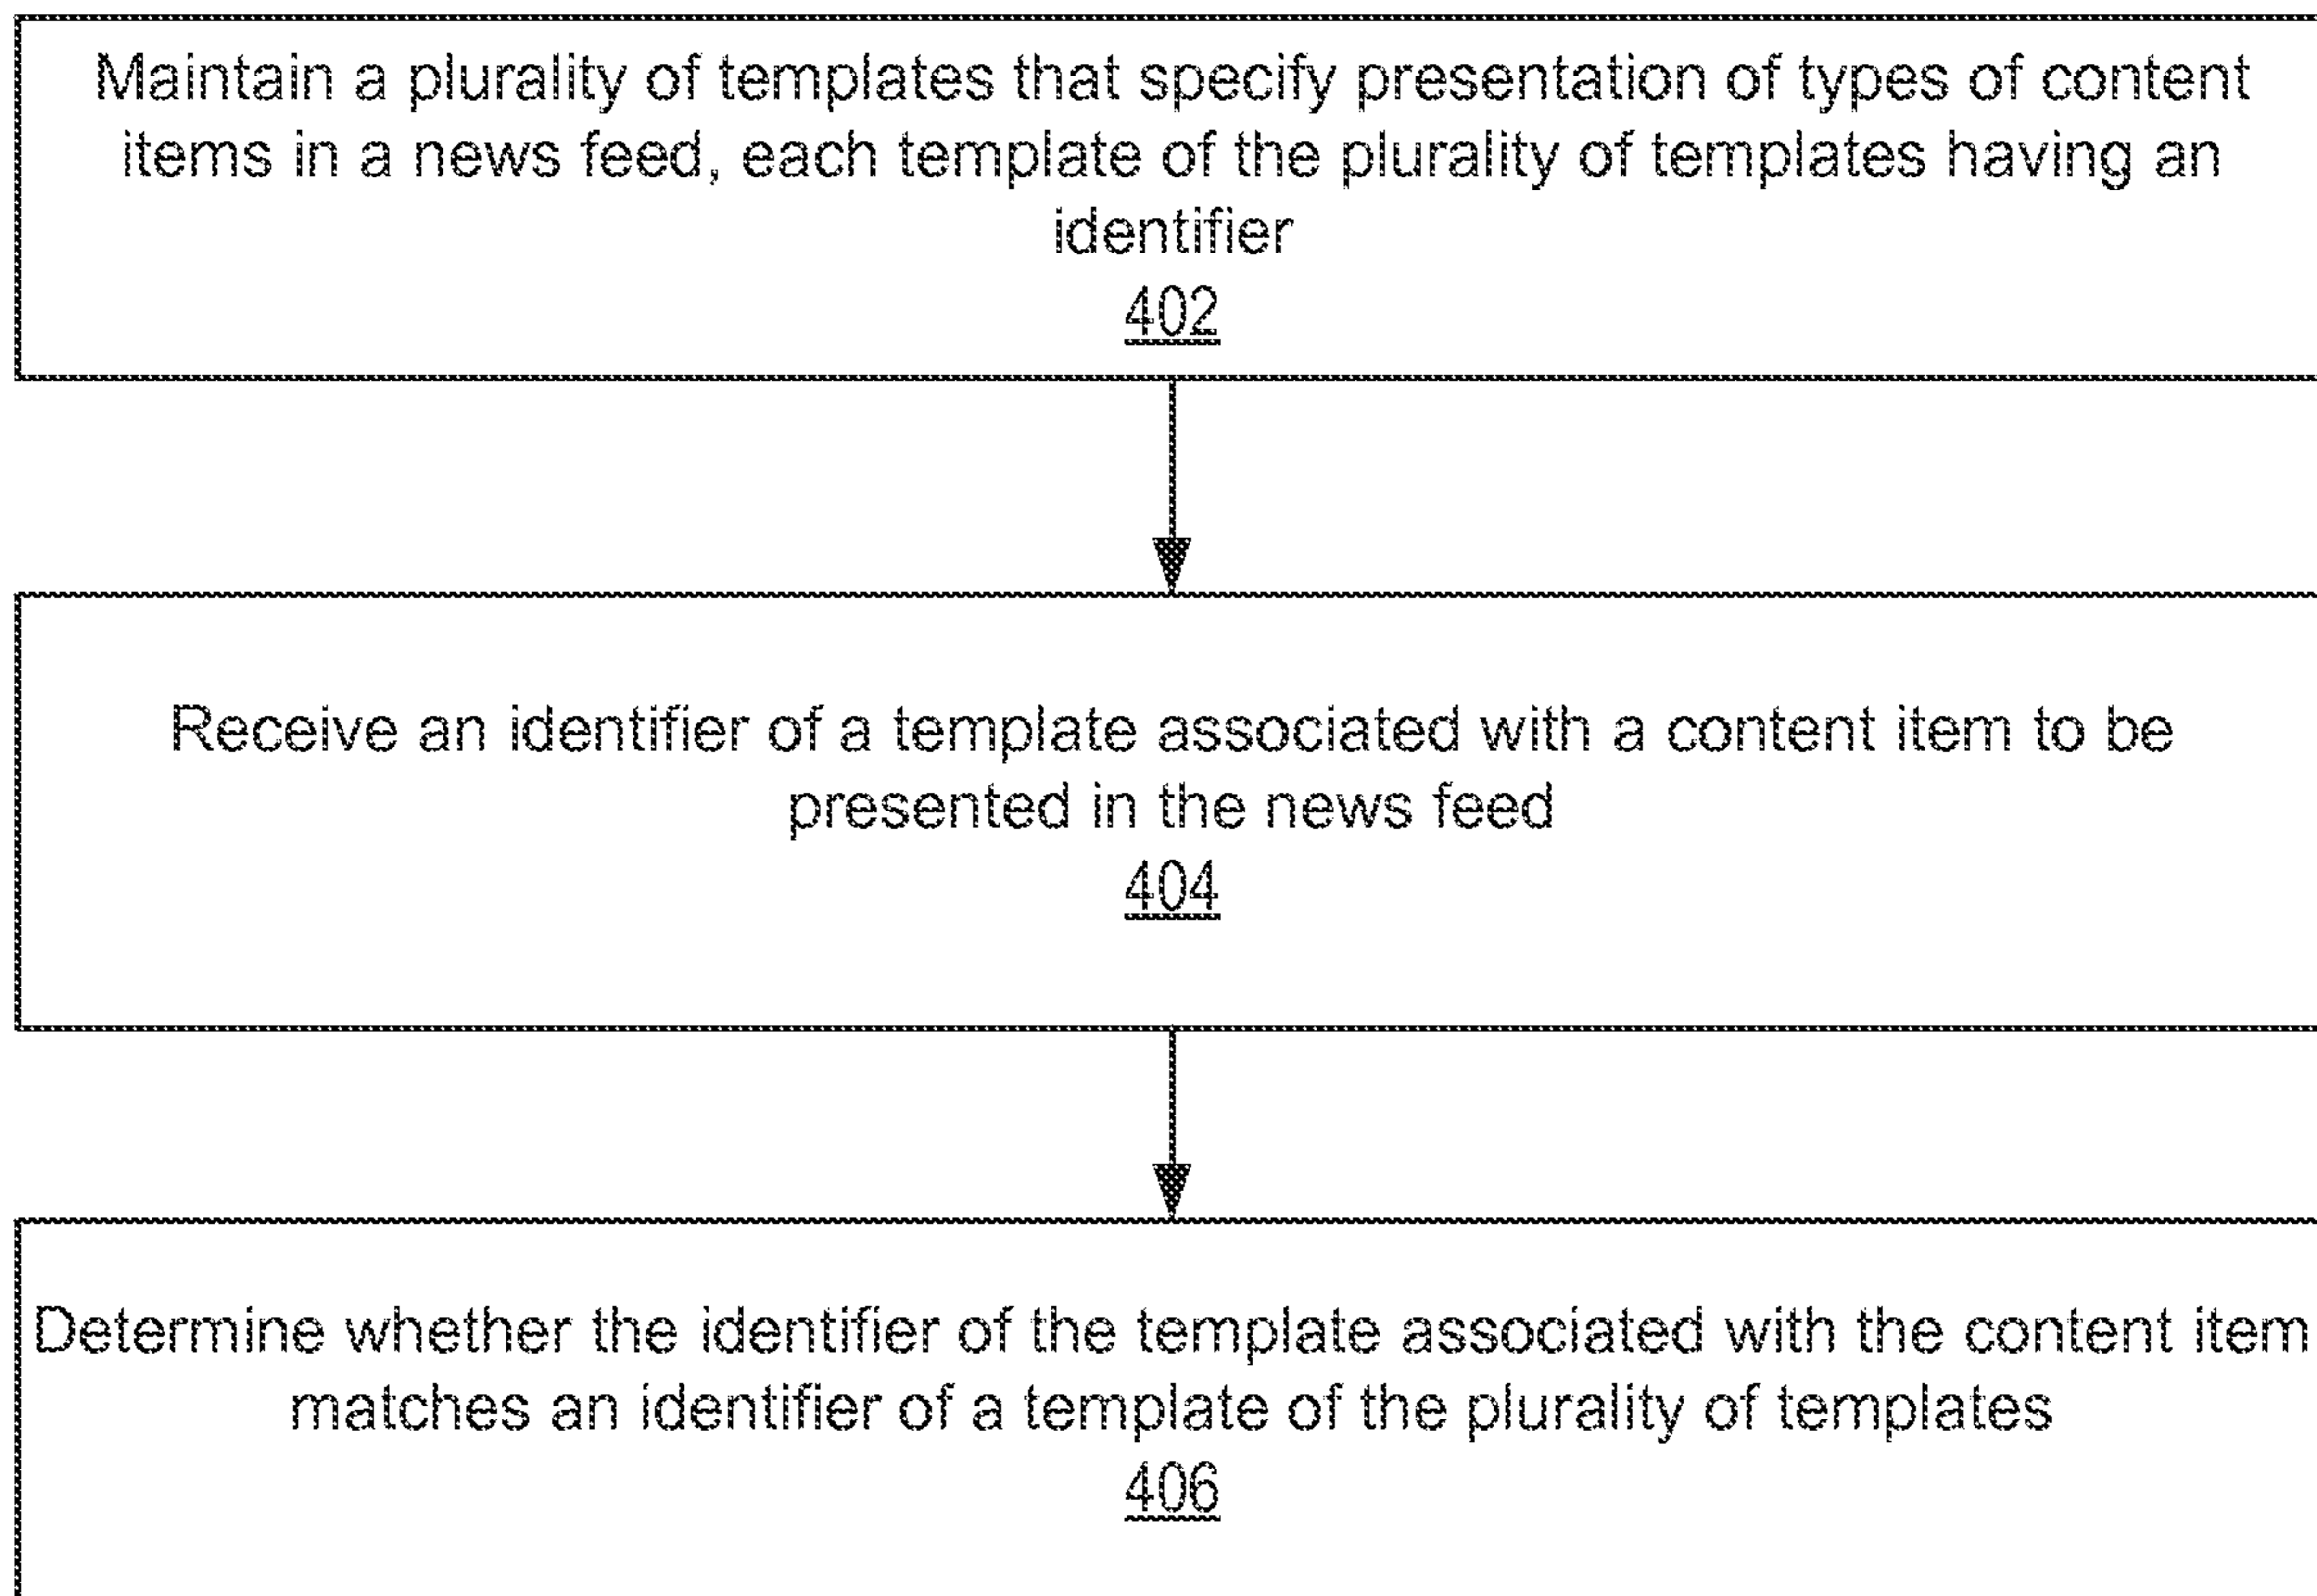 Maintain a plurality of templates that specify presentation of types of content
items in a news feed, each template of the plurality of templates having an
identifier
402
Receive an identifier of a template associated with a content item to be
presented in the news feed
404
Determine whether the identifier of the template associated with the content item
matches an identifier of a template of the plurality of templates
406